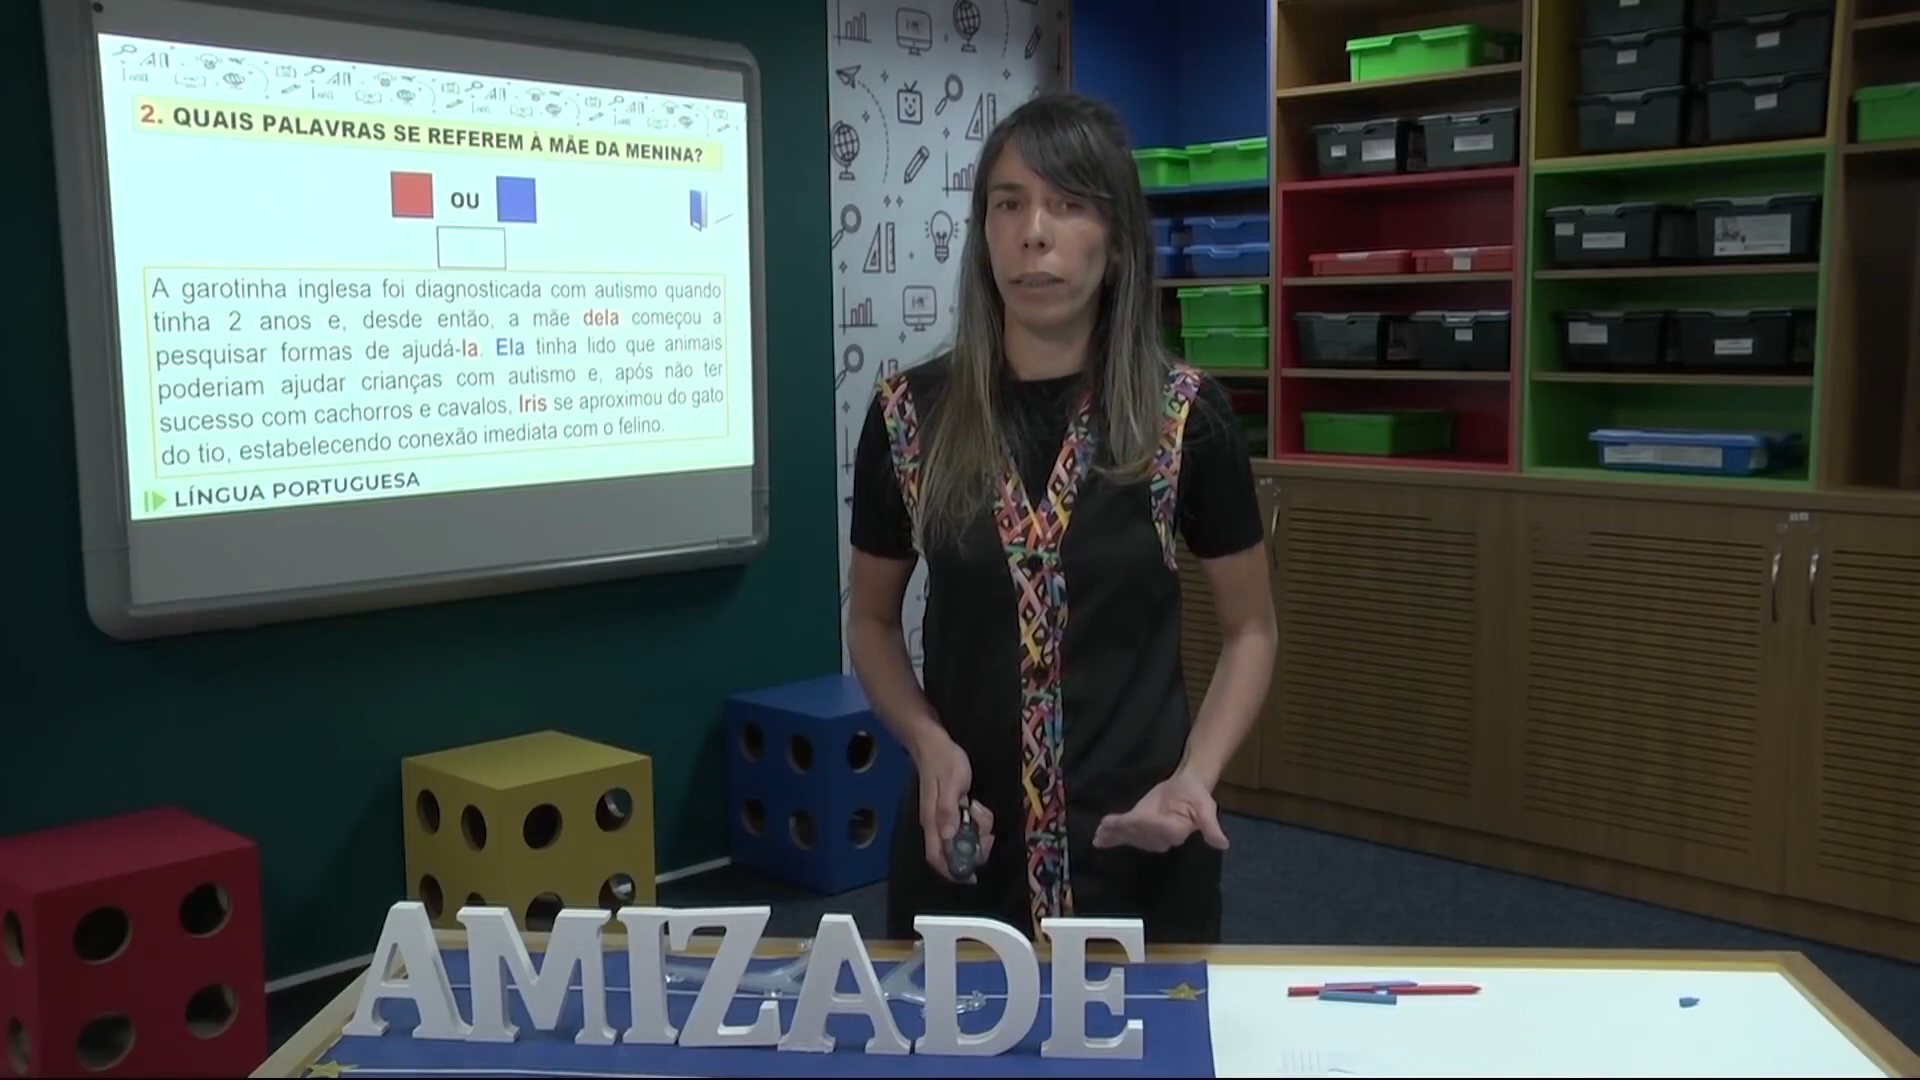 2. QUAIS PALAVRAS SE REFEREM À MÃE DA MENINA?
OU
A garotinha inglesa foi diagnosticada com autismo quando
tinha 2 anos e, desde então, a mãe dela começou a
pesquisar formas de ajudá-la. Ela tinha lido que animais
poderiam ajudar crianças com autismo e, após não ter
sucesso com cachorros e cavalos, Iris se aproximou do gato
do tio, estabelecendo conexão imediata com o felino.
LÍNGUA PORTUGUESA
AMIZADE